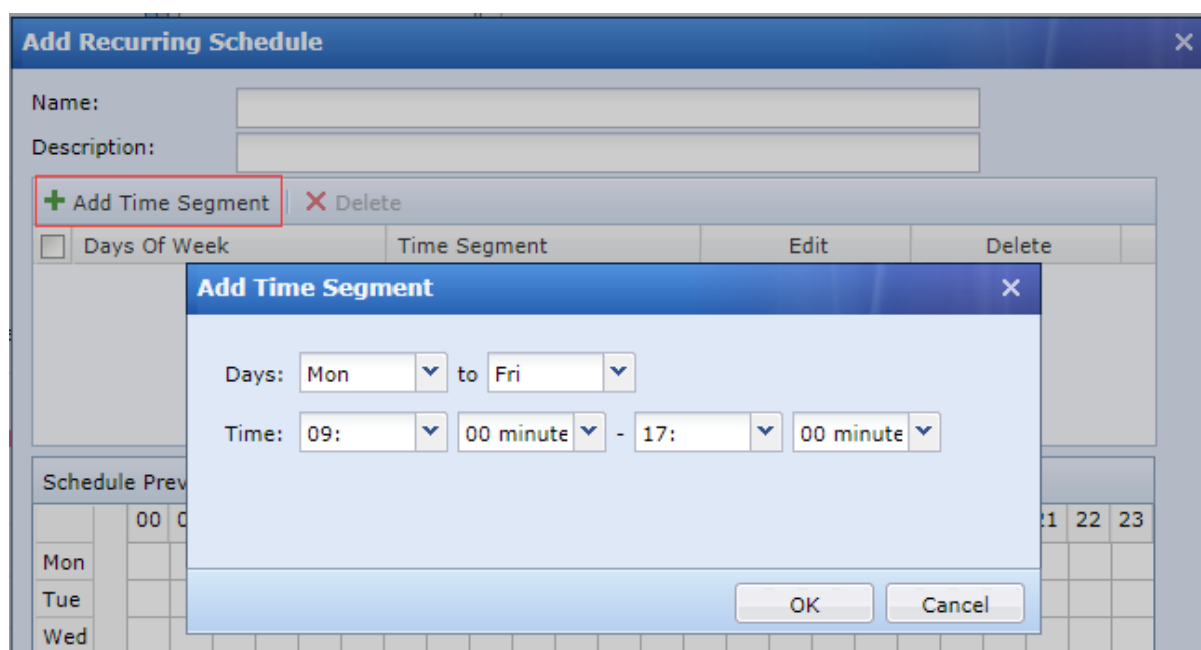 Add Recurring Schedule
Name:
Description:
Add Time Segment Delete
Days Of Week Time Segment Edit Delete
Add Time Segment
Days: Mon to Fri
Time: 09: 00 minute - 17: 00 minute
Schedule
00 22 23
Mon
Tue
OK Cancel
Wed